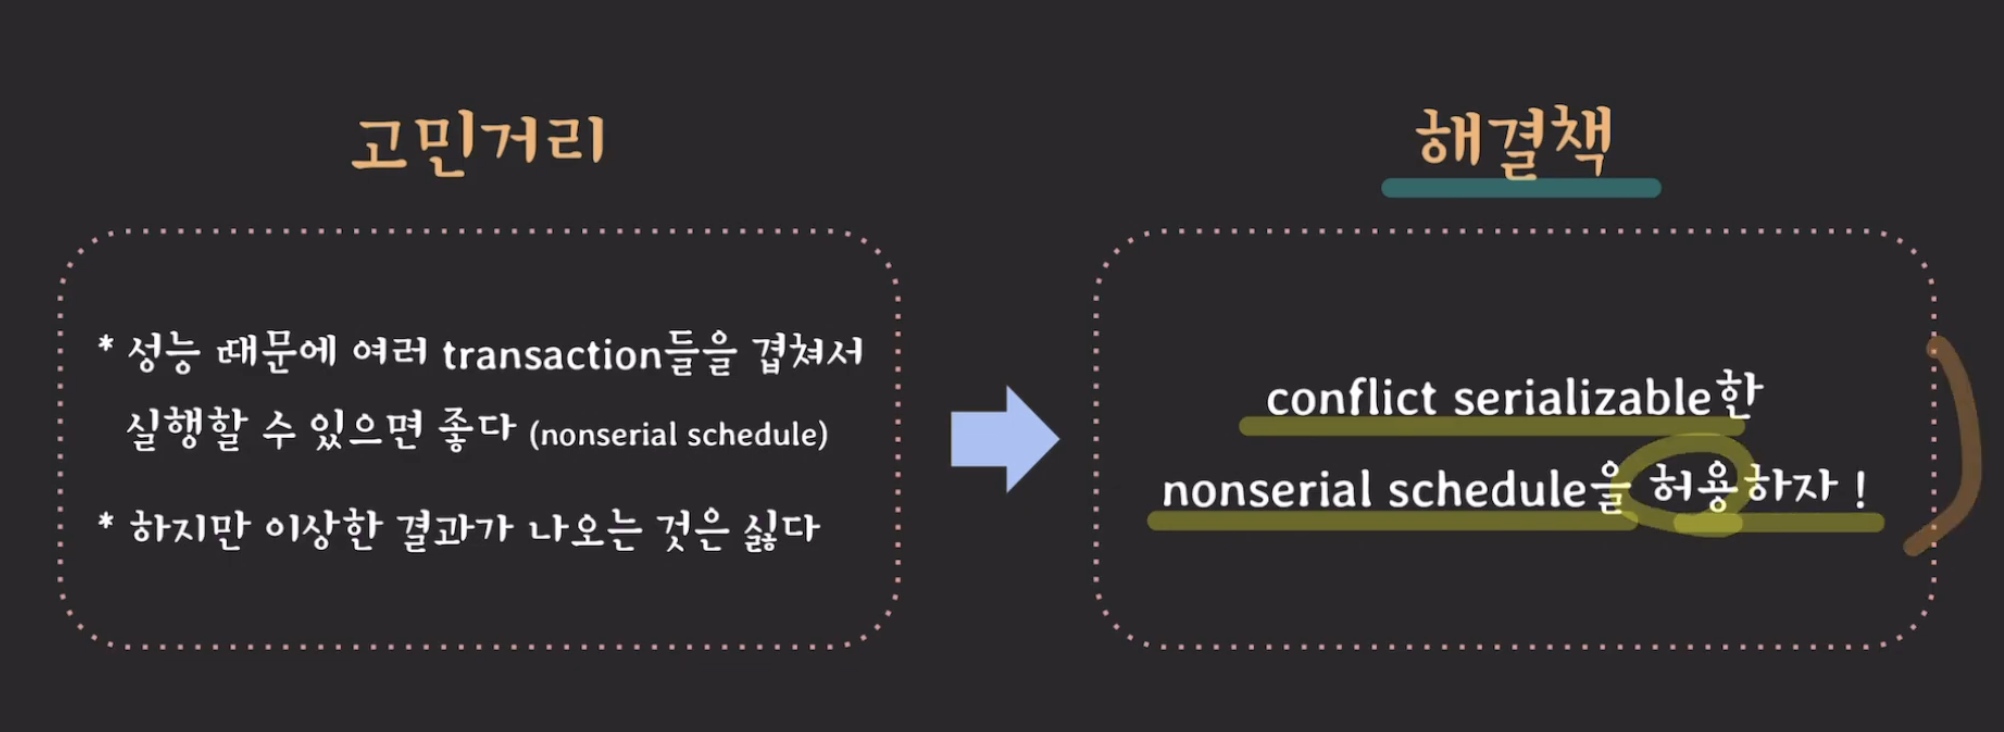 고민거리
* 성능 때문에 여러 transaction들을 겹쳐서
실행할 수 있으면 좋다 (nonserial schedule)
* 하지만 이상한 결과가 나오는 것은 싫다
해결책
conflict serializable한
nonserial schedule을 허용하자 !